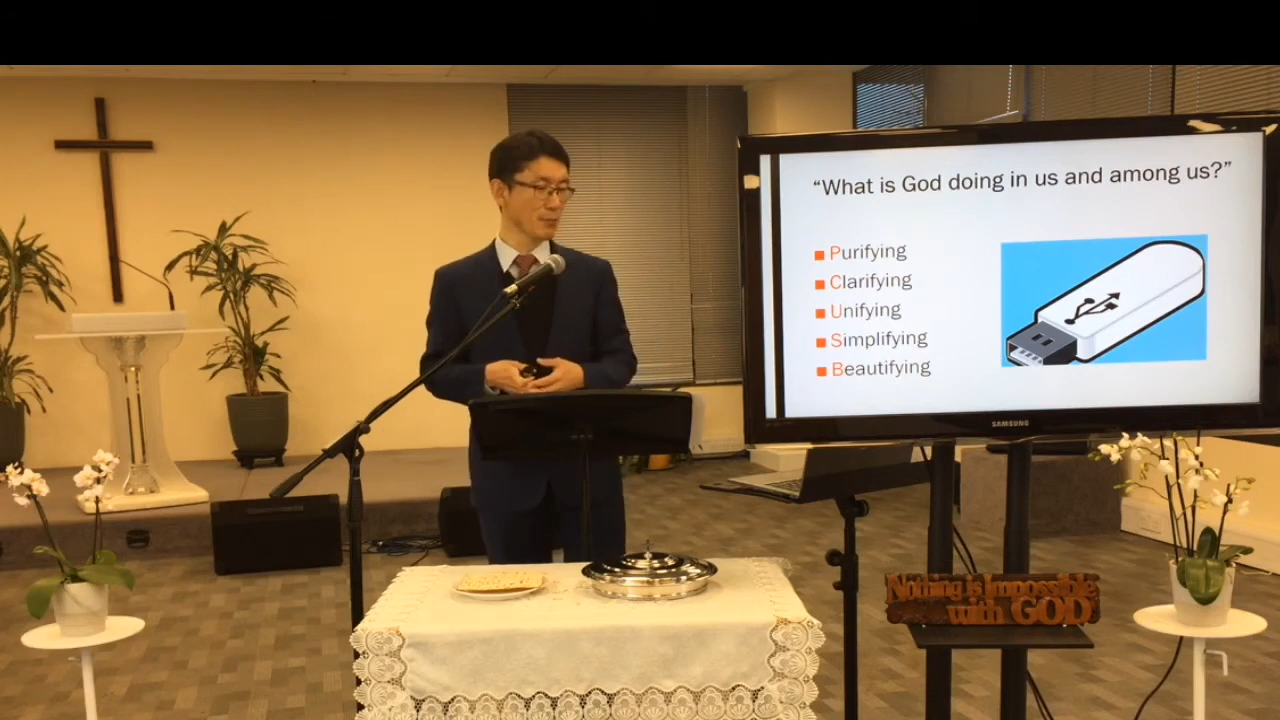 “What is God doing in us and among us?”
Purifying
Clarifying
Unifying
Simplifying
Beautifying
SAMSUNG
Nothing is Impossible
with GOD